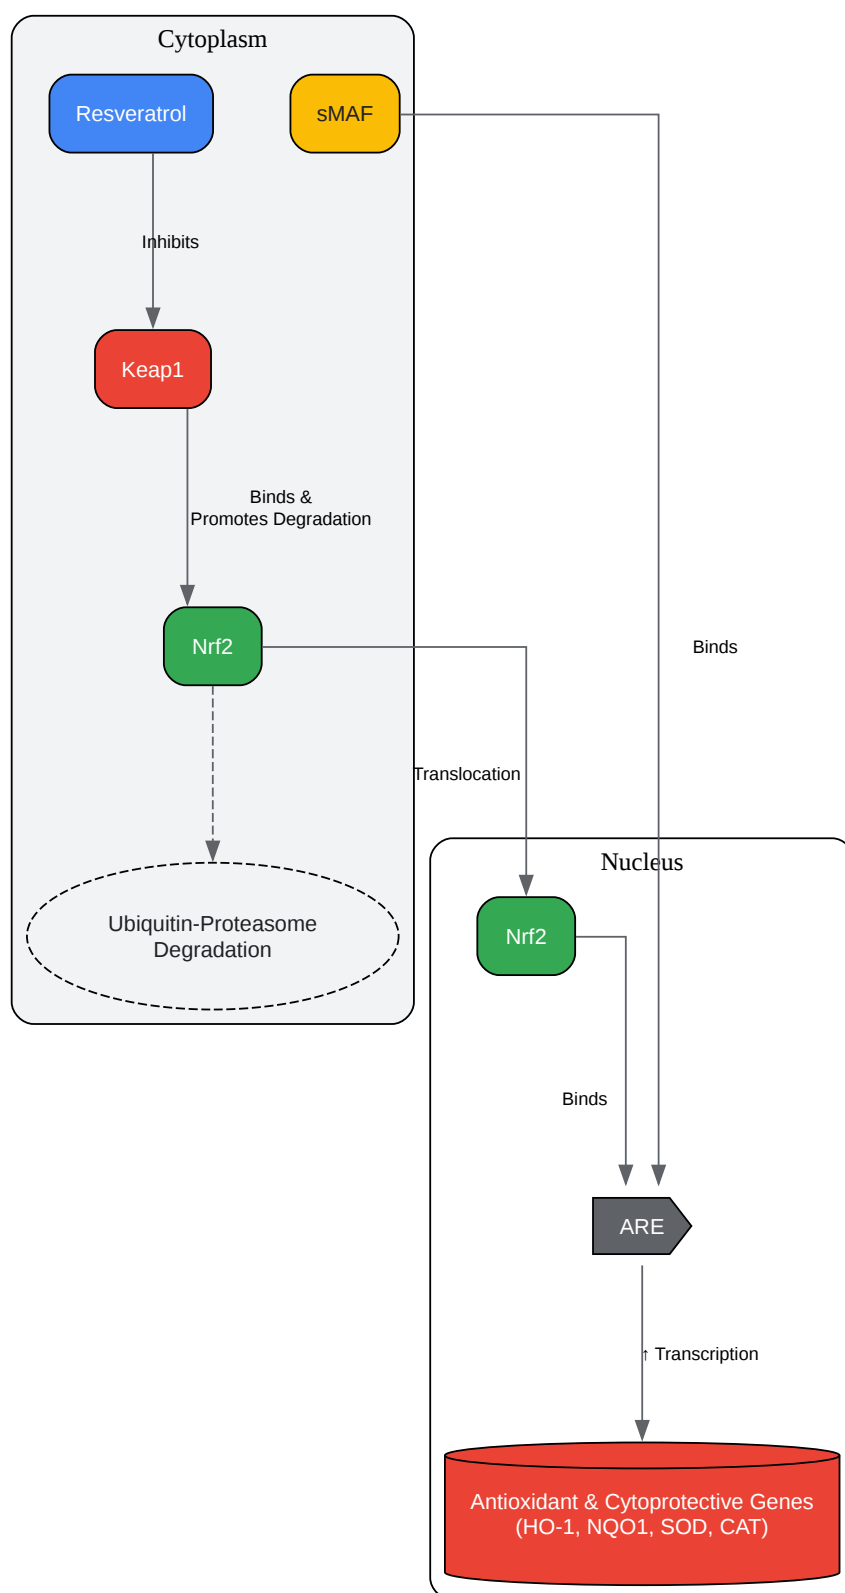 Cytoplasm
Resveratrol
sMAF
Inhibits
Keap1
Binds &
Promotes Degradation
Nrf2
Binds
Translocation
Nucleus
Ubiquitin-Proteasome
Degradation
Nrf2
Binds
ARE
↑ Transcription
Antioxidant & Cytoprotective Genes
(HO-1, NQO1, SOD, CAT)